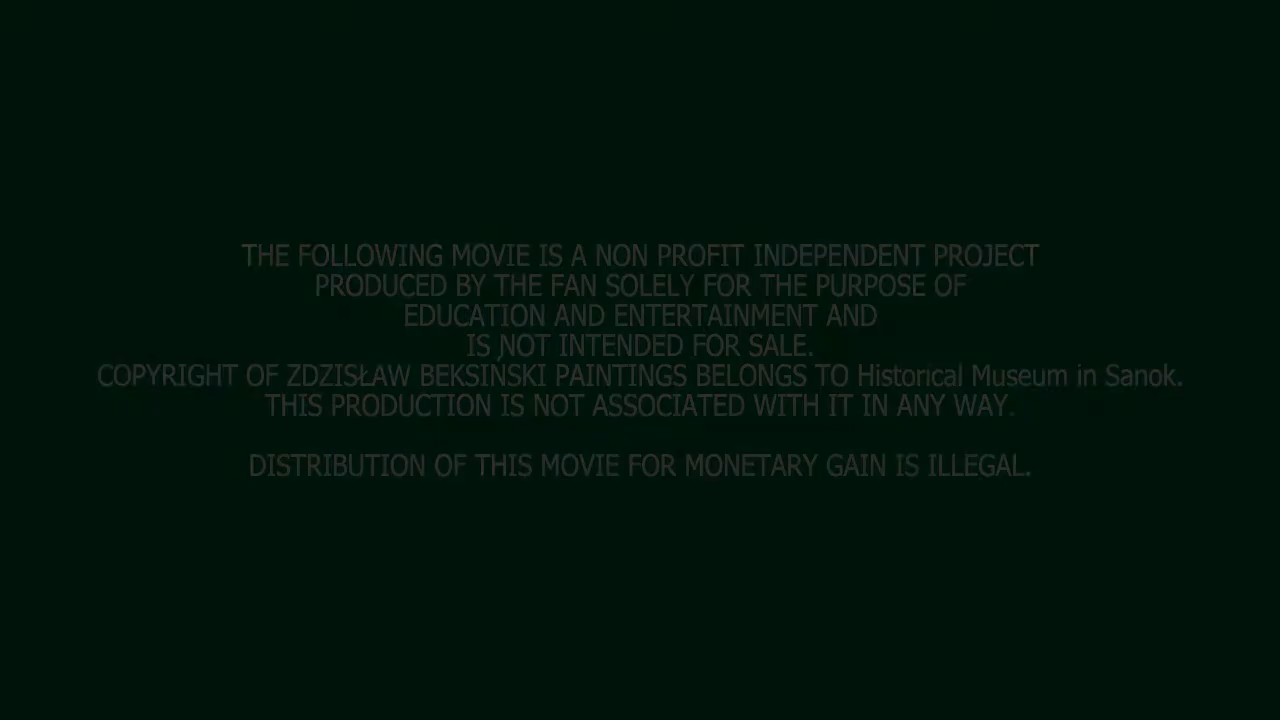 THE FOLLOWING MOVIE IS A NON PROFIT INDEPENDENT PROJECT
PRODUCED BY THE FAN SOLELY FOR THE PURPOSE OF
EDUCATION AND ENTERTAINMENT AND
IS NOT INTENDED FOR SALE.
COPYRIGHT OF ZDZISŁAW BEKSIŃSKI PAINTINGS BELONGS TO Historical Museum in Sanok.
THIS PRODUCTION IS NOT ASSOCIATED WITH IT IN ANY WAY.
DISTRIBUTION OF THIS MOVIE FOR MONETARY GAIN IS ILLEGAL.